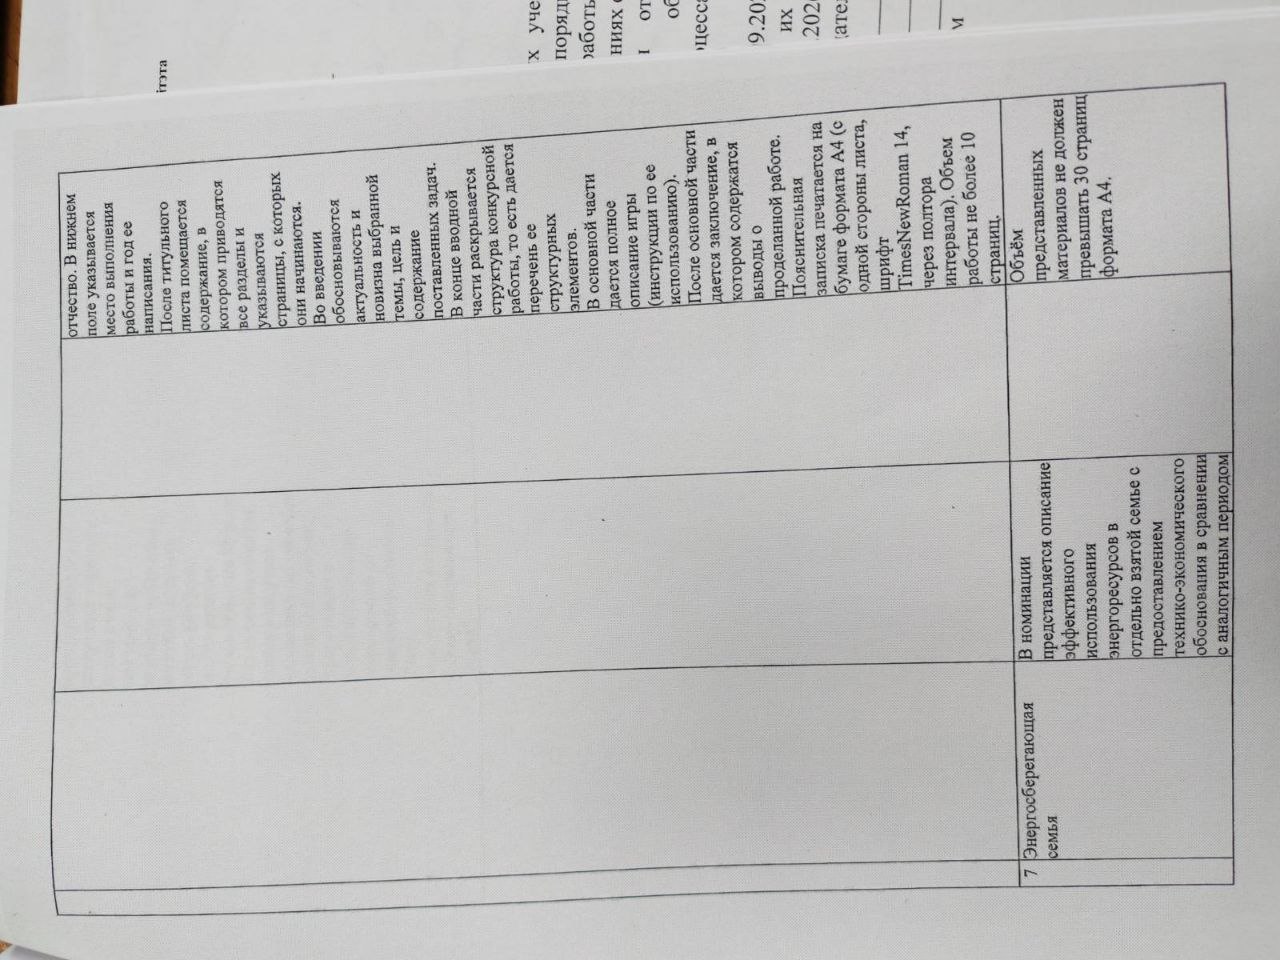 отчество. В нижнем
поле указывается
место выполнения
работы и год ее
написания.
После титульного
листа помещается
содержание, в
котором приводятся
все разделы и
указываются
страницы, с которых
они начинаются.
Во введении
обосновываются
актуальность и
новизна выбранной
темы, цель и
содержание
поставленных задач.
В конце вводной
части раскрывается
структура конкурсной
работы, то есть дается
перечень ее
структурных
элементов.
В основной части
дается полное
описание игры
(инструкции по ее
использованию).
После основной части
дается заключение, в
котором содержатся
выводы о
проделанной работе.
Пояснительная
записка печатается на
бумаге формата А4 (с
одной стороны листа,
шрифт
TimesNewRoman 14,
через полтора
интервала). Объем
работы не более 10
страниц.
7
Энергосберегающая
семья
В номинации
представляется описание
эффективного
использования
энергоресурсов в
отдельно взятой семье с
предоставлением
технико-экономического
обоснования в сравнении
с аналогичным периодом
Объём
представленных
материалов не должен
превышать 30 страниц
формата А4.